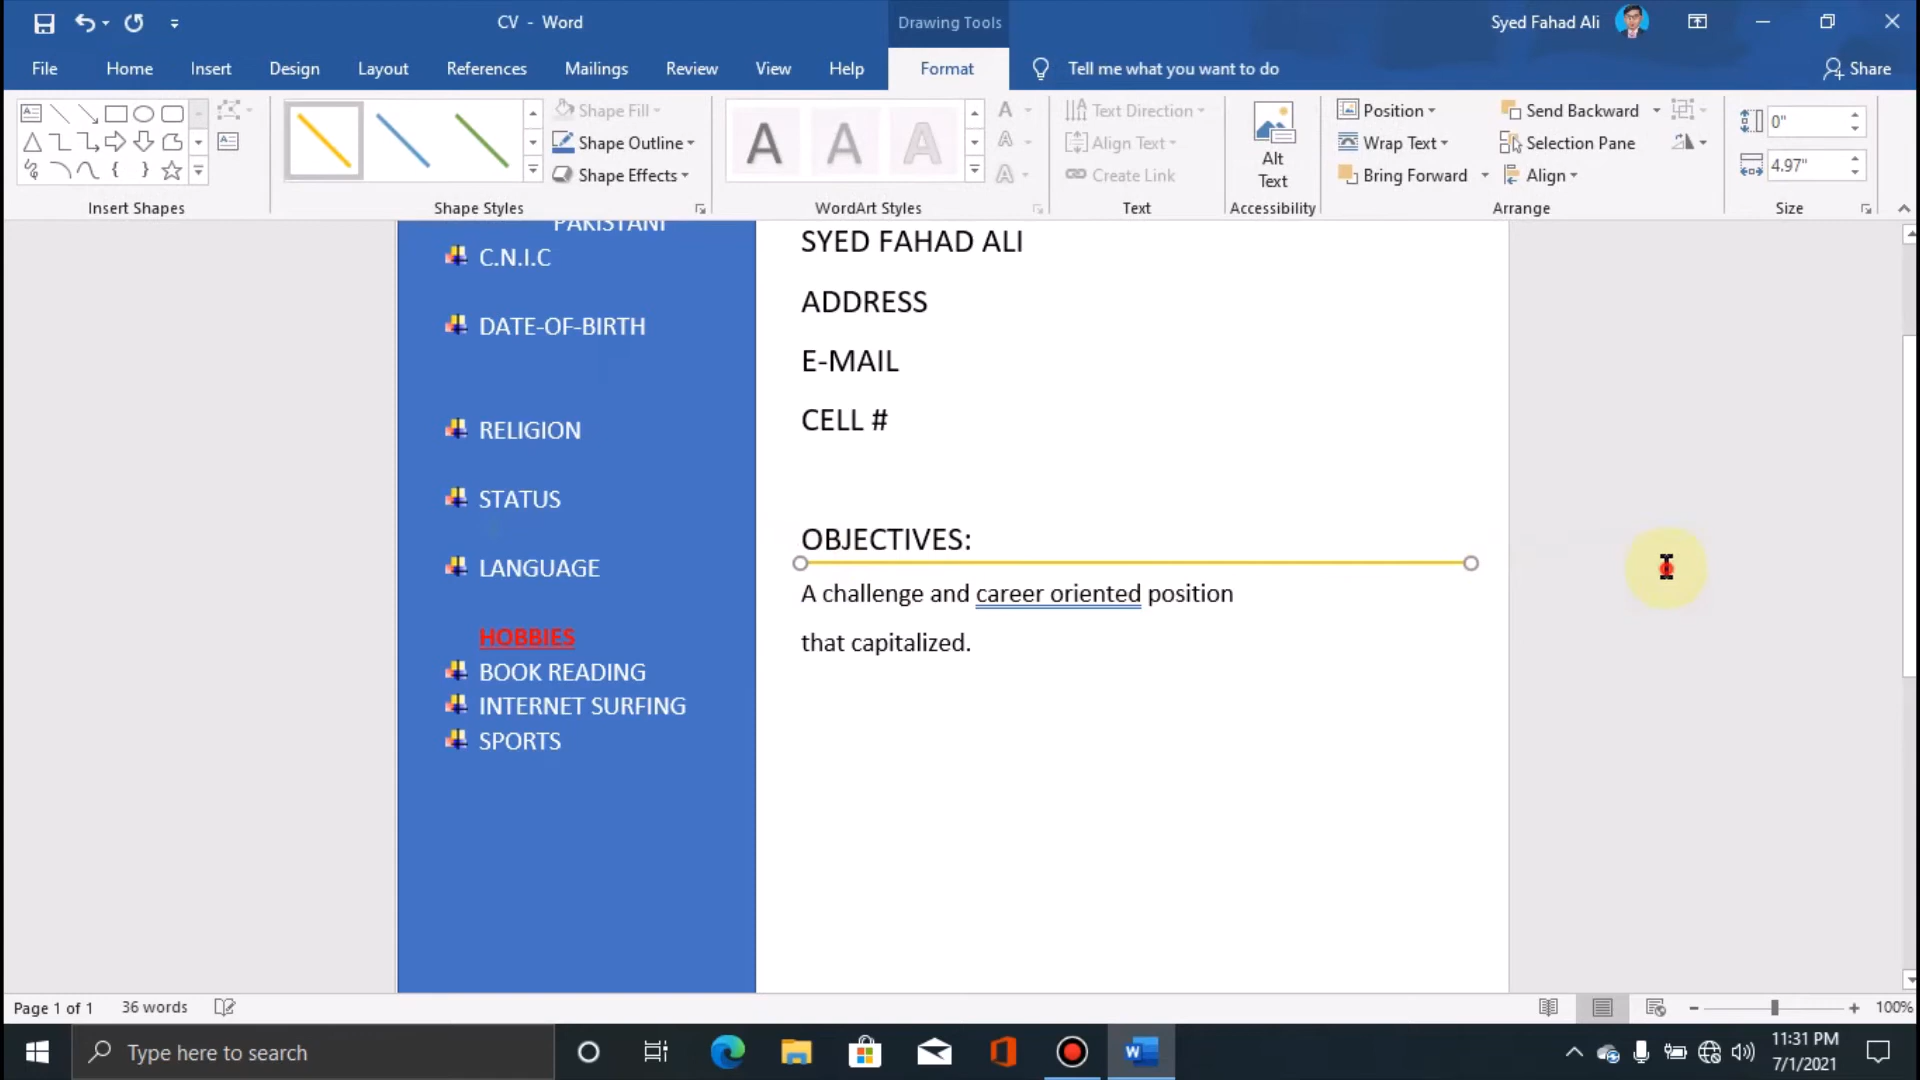 CV - Word
Drawing Tools
Syed Fahad Ali
File Home Insert Design Layout References Mailings Review View Help Format Tell me what you want to do Share
Shape Fill
Shape Outline
Shape Effects
A A A
Text Direction
Align Text
Create Link
Alt
Text
Position
Wrap Text
Bring Forward
Send Backward
Selection Pane
Align
0"
4.97"
Insert Shapes
Shape Styles
WordArt Styles
Text
Accessibility
Arrange
Size
PAKISTANI
C.N.I.C
DATE-OF-BIRTH
RELIGION
STATUS
LANGUAGE
HOBBIES
BOOK READING
INTERNET SURFING
SPORTS
SYED FAHAD ALI
ADDRESS
E-MAIL
CELL #
OBJECTIVES:
A challenge and career oriented position
that capitalized.
Page 1 of 1 36 words
100%
Type here to search
11:31 PM
7/1/2021